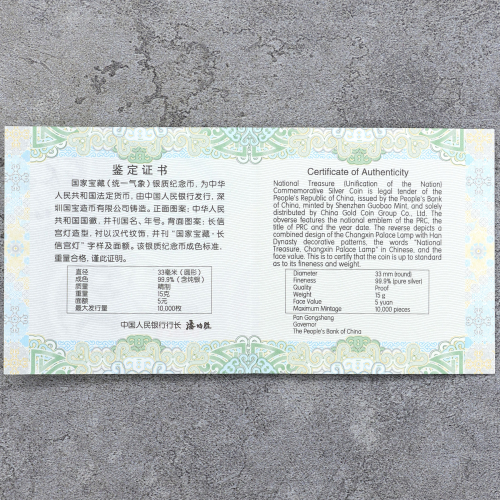 鉴定证书
国家宝藏（统一气象）银质纪念币，为中华
人民共和国法定货币，由中国人民银行发行，深
圳国宝造币有限公司铸造。正面图案：中华人民
共和国国徽，并刊国名、年号。背面图案：长信
宫灯造型，衬以汉代纹饰，并刊“国家宝藏·长
信宫灯”字样及面额。该银质纪念币成色标准，
重量合格，谨此证明。
直径 33毫米（圆形）
成色 99.9%（含纯银）
质量 精制
重量 15克
面额 5元
最大发行量 10,000枚
中国人民银行行长 潘功胜
Certificate of Authenticity
National Treasure (Unification of the Nation)
Commemorative Silver Coin is legal tender of the
People's Republic of China, issued by the People's Bank
of China, minted by Shenzhen Guobao Mint, and solely
distributed by China Gold Coin Group Co., Ltd. The
obverse features the national emblem of the PRC, the
title of PRC and the year date. The reverse depicts a
combined design of the Changxin Palace Lamp with Han
Dynasty decorative patterns, the words "National
Treasure, Changxin Palace Lamp" in Chinese, and the
face value. This is to certify that the coin is up to standard
as to its fineness and weight.
Diameter 33 mm (round)
Fineness 99.9% (pure silver)
Quality Proof
Weight 15 g
Face Value 5 yuan
Maximum Mintage 10,000 pieces
Pan Gongsheng
Governor
The People's Bank of China